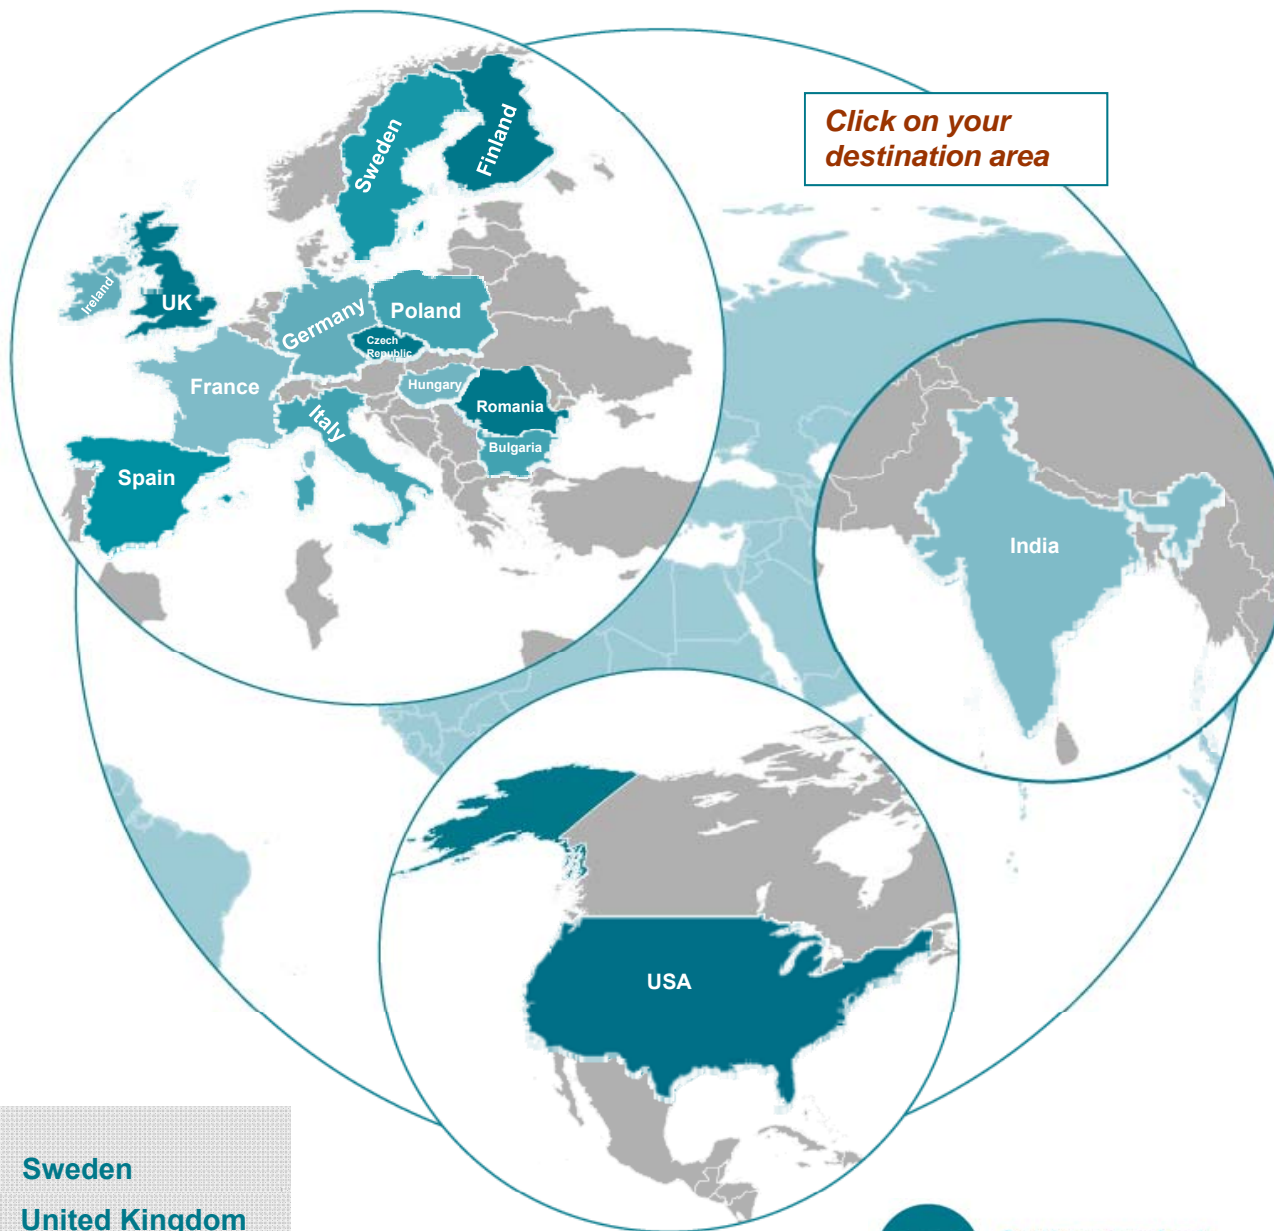 Click on your
destination area
Sweden
Finland
Ireland
UK
Germany
Poland
Czech
Republic
France
Hungary
Italy
Romania
Bulgaria
Spain
India
USA
Sweden
United Kingdom